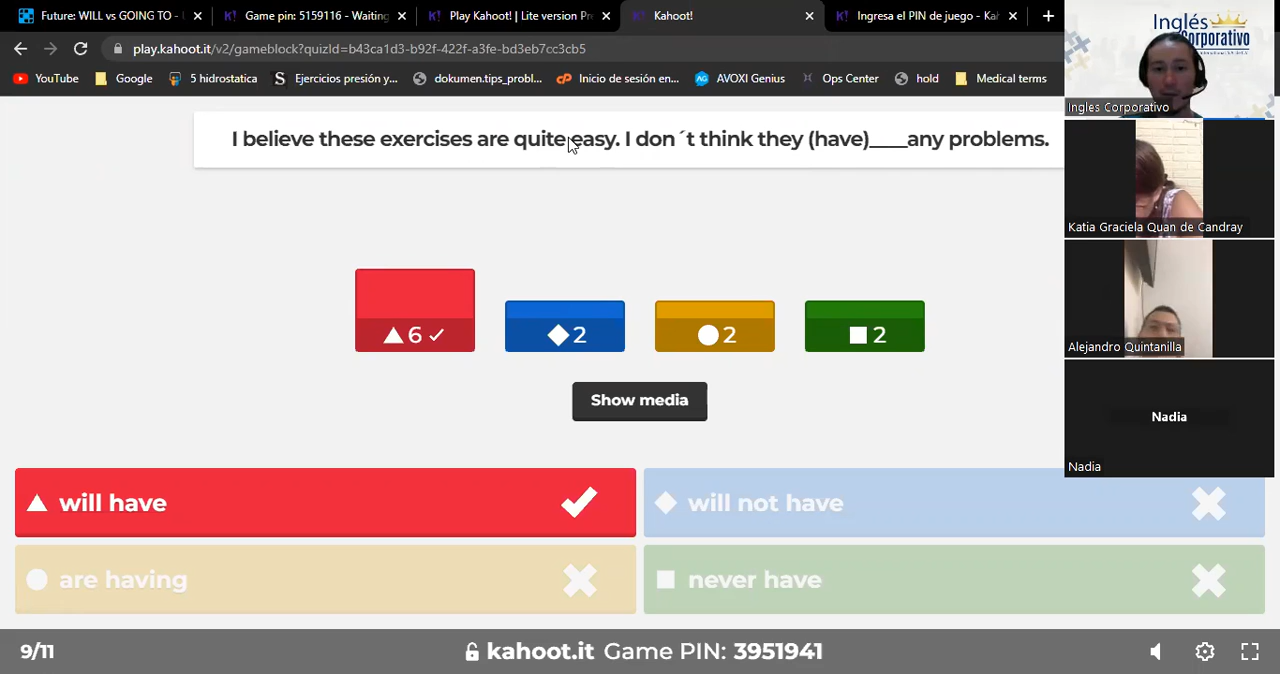 Future: WILL vs GOING TO -
Game pin: 5159116 - Waiting
Play Kahoot! | Lite version Pr
Kahoot!
Ingresa el PIN de juego - Kah
play.kahoot.it/v2/gameblock?quizId=b43ca1d3-b92f-422f-a3fe-bd3eb7cc3cb5
YouTube
Google
5 hidrostatica
Ejercicios presión y...
dokumen.tips_probl...
Inicio de sesión en...
AVOXI Genius
Ops Center
hold
Medical terms
I believe these exercises are quite easy. I don´t think they (have)____any problems.
6
2
2
2
Show media
will have
will not have
are having
never have
9/11
kahoot.it Game PIN: 3951941
Inglés
Corporativo
Ingles Corporativo
Katia Graciela Quan de Candray
Alejandro Quintanilla
Nadia
Nadia